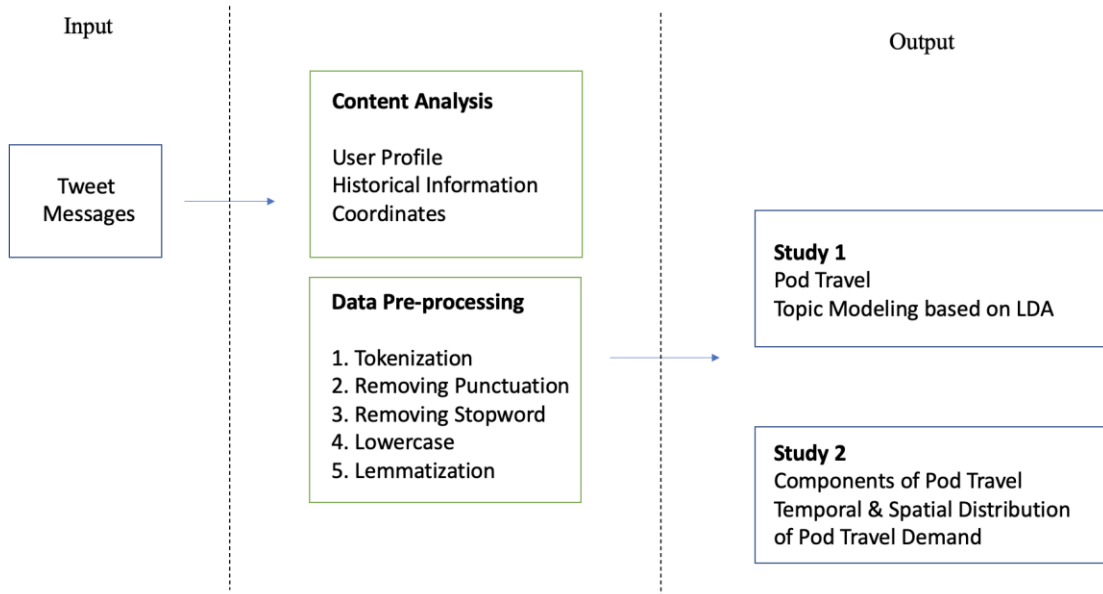 Input
Output
Tweet
Messages
Content Analysis
User Profile
Historical Information
Coordinates
Data Pre-processing
1. Tokenization
2. Removing Punctuation
3. Removing Stopword
4. Lowercase
5. Lemmatization
Study 1
Pod Travel
Topic Modeling based on LDA
Study 2
Components of Pod Travel
Temporal & Spatial Distribution
of Pod Travel Demand